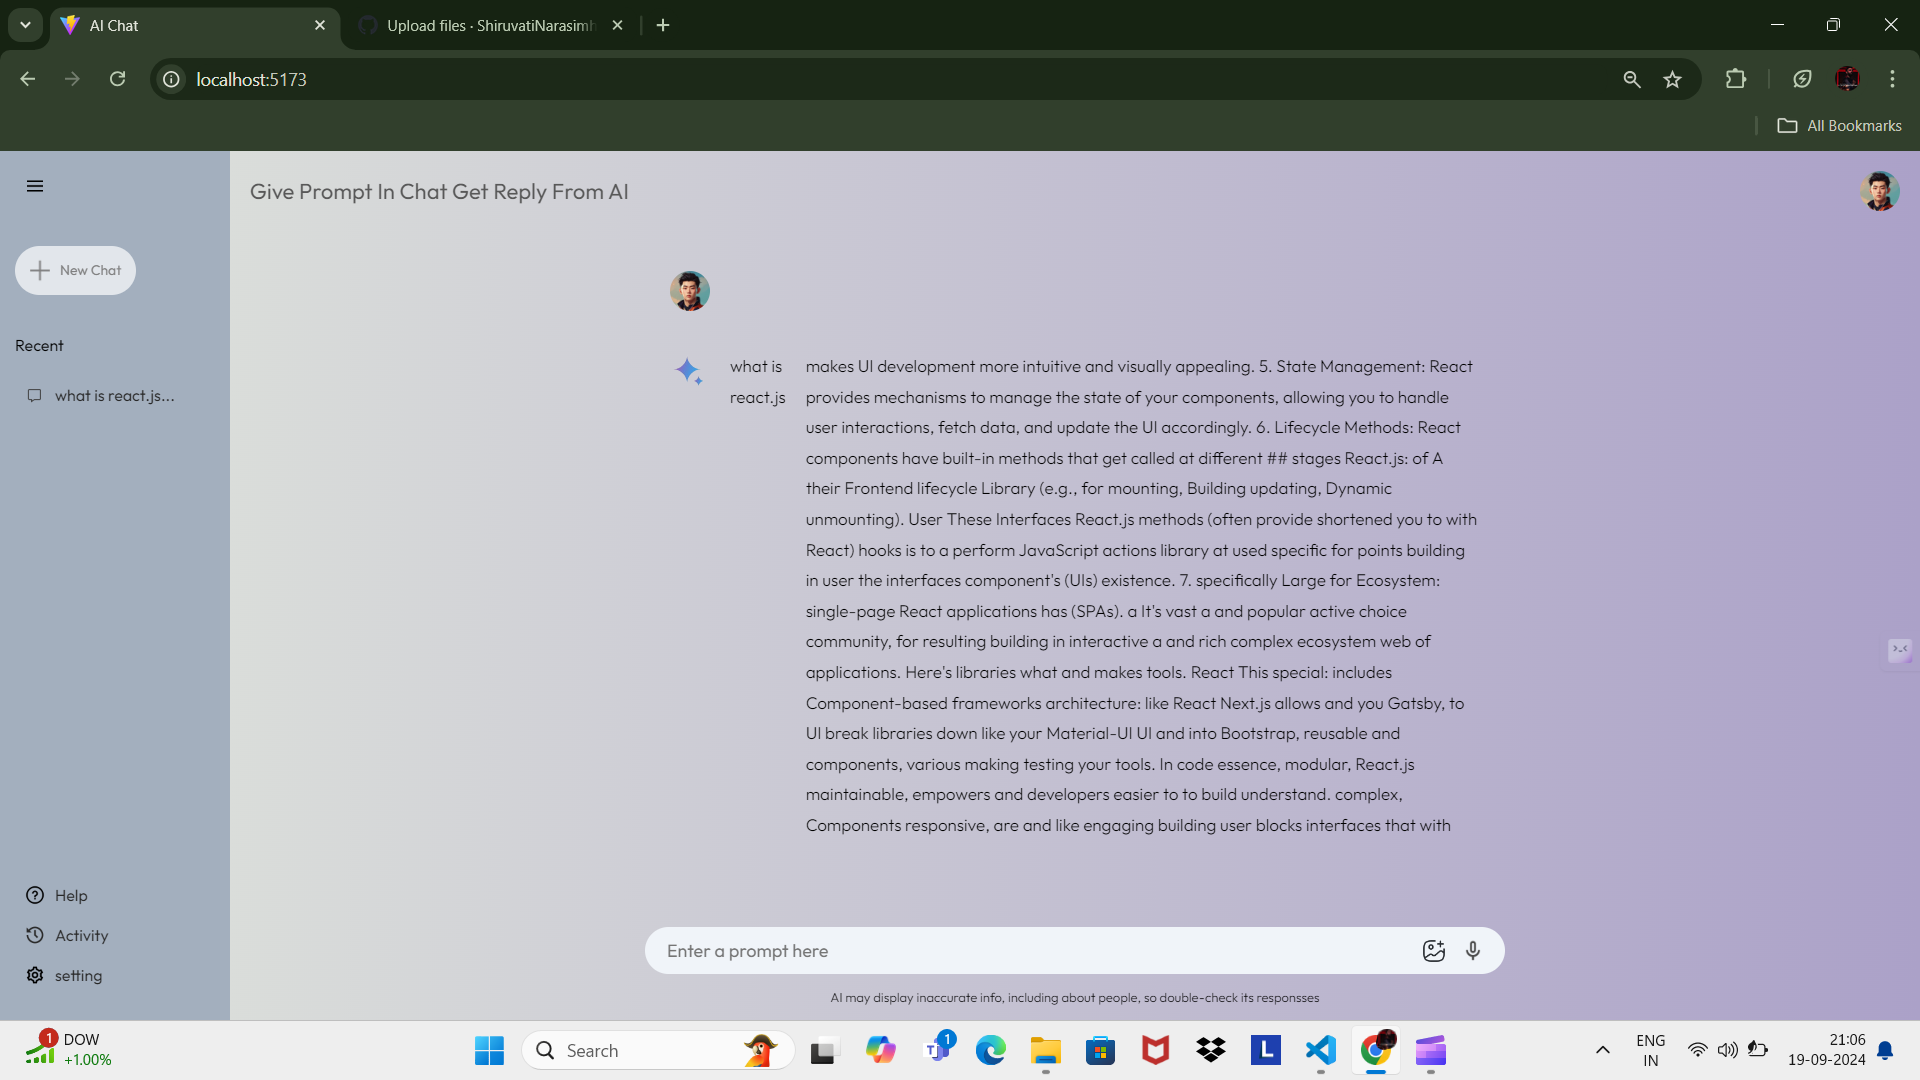 AI Chat
Upload files · ShiruvatiNarasimh
localhost:5173
All Bookmarks
Give Prompt In Chat Get Reply From AI
New Chat
Recent
what is react.js...
Help
Activity
setting
what is
react.js
makes UI development more intuitive and visually appealing. 5. State Management: React
provides mechanisms to manage the state of your components, allowing you to handle
user interactions, fetch data, and update the UI accordingly. 6. Lifecycle Methods: React
components have built-in methods that get called at different ## stages React.js: of A
their Frontend lifecycle Library (e.g., for mounting, Building updating, Dynamic
unmounting). User These Interfaces React.js methods (often provide shortened you to with
React) hooks is to a perform JavaScript actions library at used specific for points building
in user the interfaces component's (UIs) existence. 7. specifically Large for Ecosystem:
single-page React applications has (SPAs). a It's vast a and popular active choice
community, for resulting building in interactive a and rich complex ecosystem web of
applications. Here's libraries what and makes tools. React This special: includes
Component-based frameworks architecture: like React Next.js allows and you Gatsby, to
UI break libraries down like your Material-UI UI and into Bootstrap, reusable and
components, various making testing your tools. In code essence, modular, React.js
maintainable, empowers and developers easier to to build understand. complex,
Components responsive, are and like engaging building user blocks interfaces that with
Enter a prompt here
AI may display inaccurate info, including about people, so double-check its responsses
1
DOW
+1.00%
Search
T
1
L
ENG
IN
21:06
19-09-2024